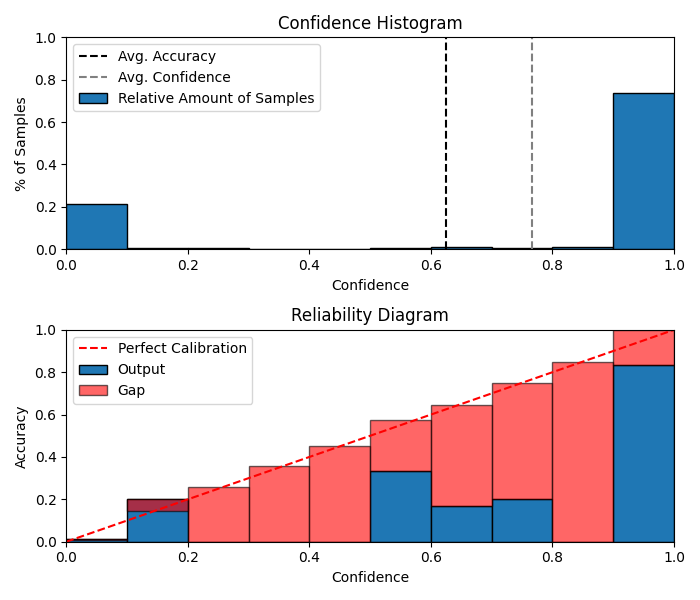 Confidence Histogram
1.0
0.8
0.6
0.4
0.2
0.0
% of Samples
Avg. Accuracy
Avg. Confidence
Relative Amount of Samples
0.0 0.2 0.4 0.6 0.8 1.0
Confidence
Reliability Diagram
1.0
0.8
0.6
0.4
0.2
0.0
Accuracy
Perfect Calibration
Output
Gap
0.0 0.2 0.4 0.6 0.8 1.0
Confidence